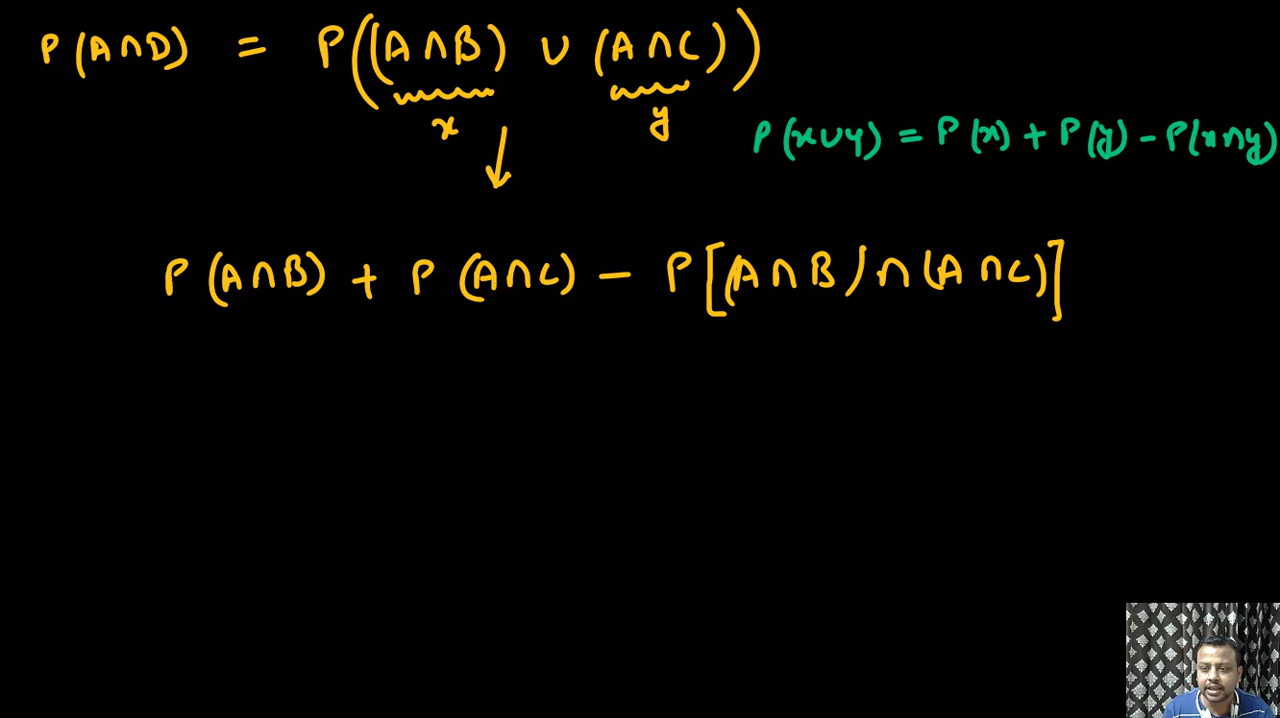 P(A∩D) = P((A∩B) ∪ (A∩C))
x y
P(x∪y) = P(x) + P(y) - P(x∩y)
P(A∩B) + P(A∩C) - P[(A∩B)∩(A∩C)]